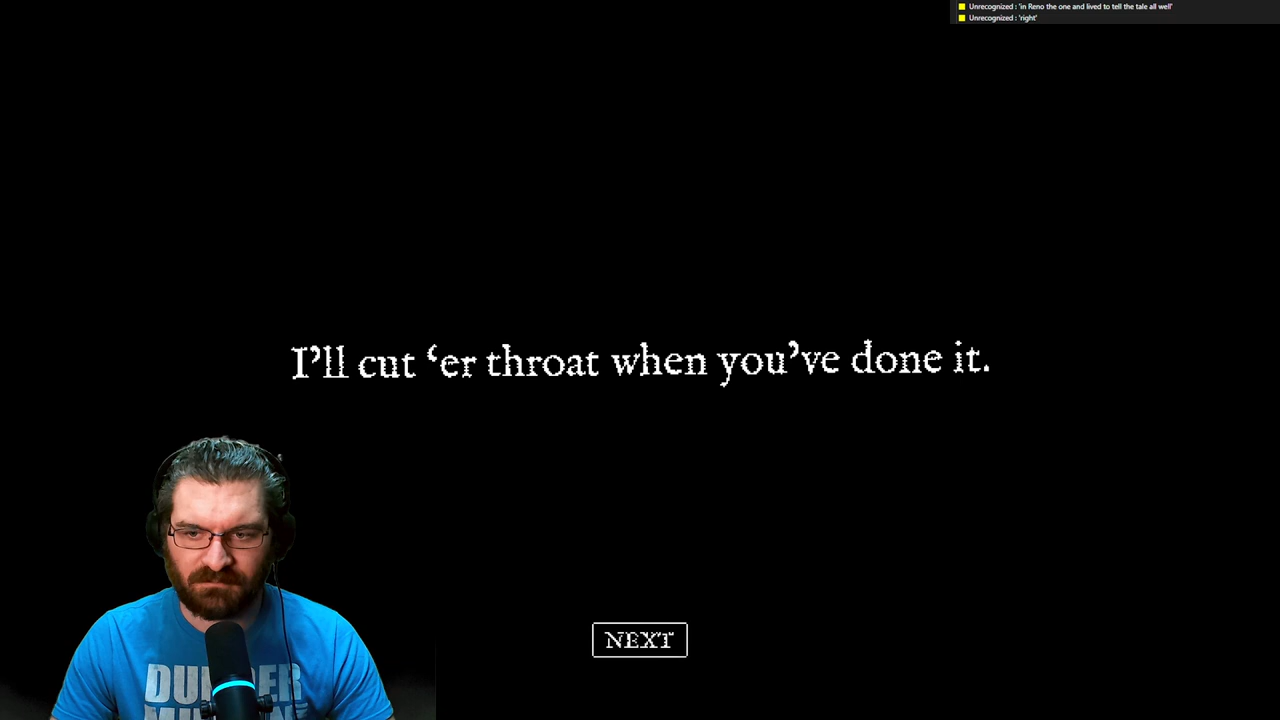 Unrecognized : 'in Reno the one and lived to tell the tale all well'
Unrecognized : 'right'
I’ll cut ‘er throat when you’ve done it.
NEXT